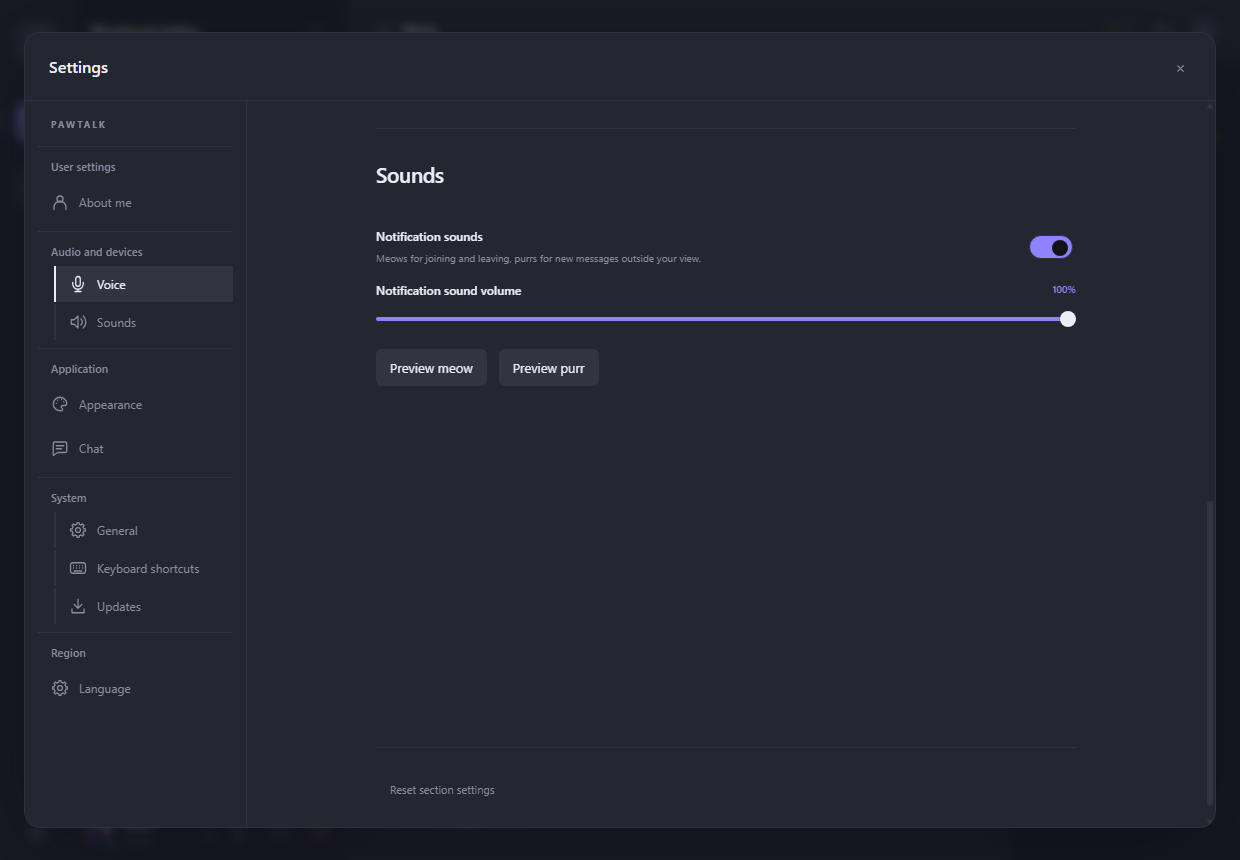 Settings
×
PAWTALK
User settings
About me
Audio and devices
Voice
Sounds
Application
Appearance
Chat
System
General
Keyboard shortcuts
Updates
Region
Language
Sounds
Notification sounds
Meows for joining and leaving, purrs for new messages outside your view.
Notification sound volume
100%
Preview meow
Preview purr
Reset section settings